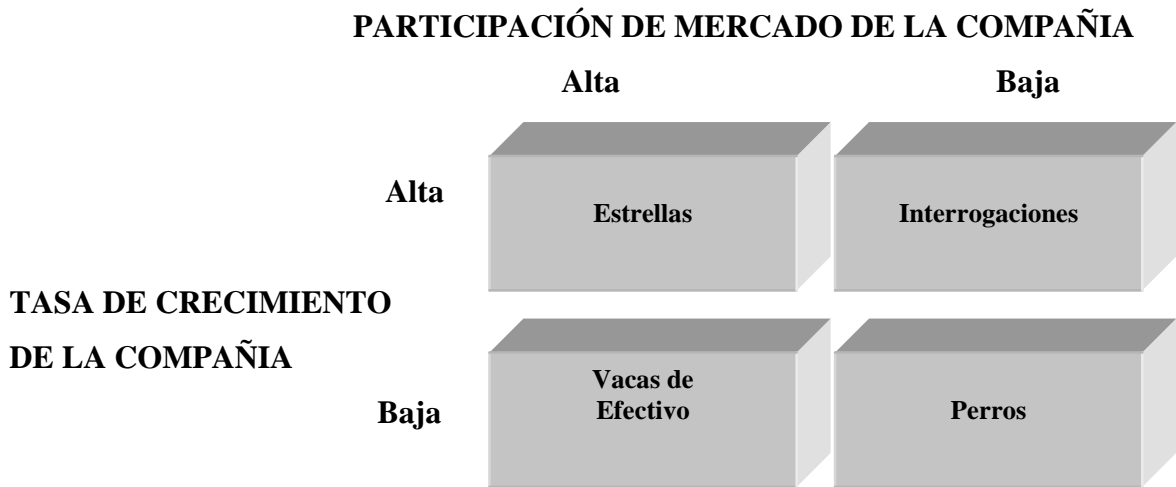 PARTICIPACIÓN DE MERCADO DE LA COMPAÑIA
Alta
Baja
Alta
Estrellas
Interrogaciones
TASA DE CRECIMIENTO
DE LA COMPAÑIA
Baja
Vacas de
Efectivo
Perros